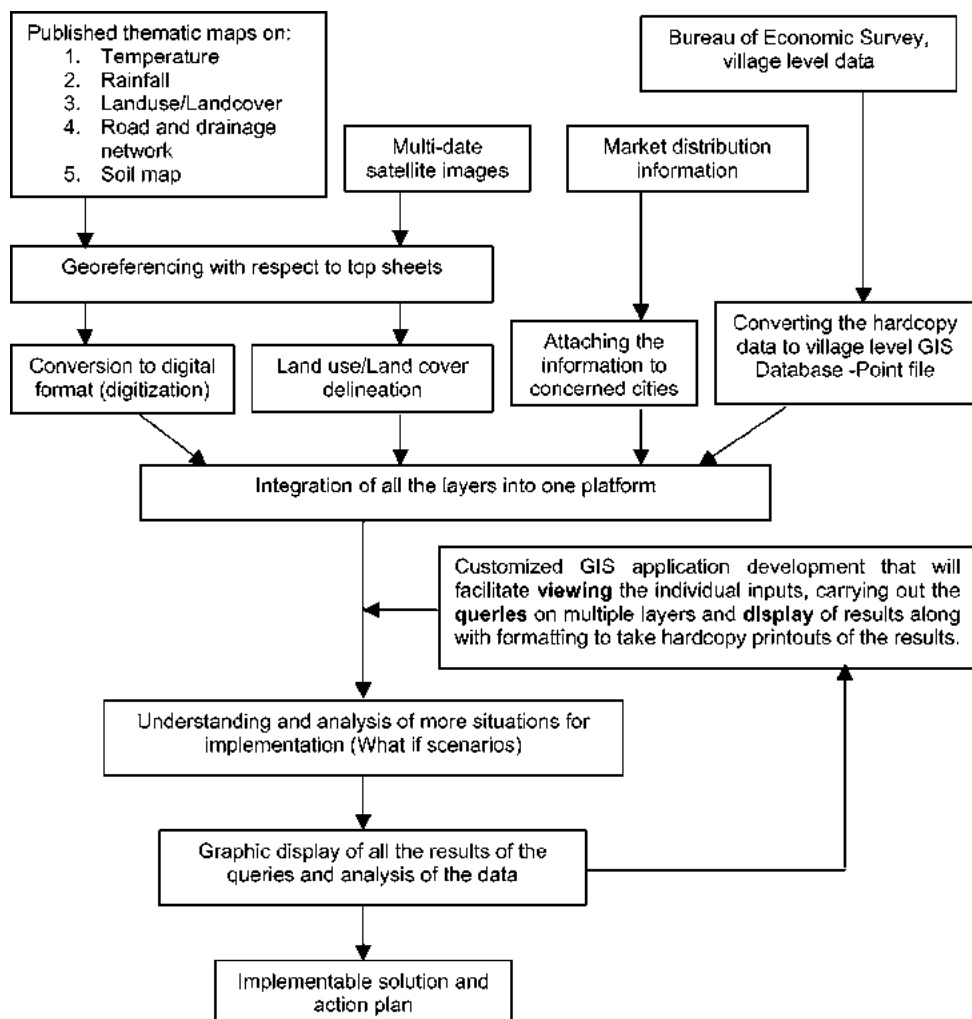 Published thematic maps on:
1. Temperature
2. Rainfall
3. Landuse/Landcover
4. Road and drainage
network
5. Soil map
Multi-date
satellite images
Market distribution
information
Bureau of Economic Survey,
village level data
Georeferencing with respect to top sheets
Conversion to digital
format (digitization)
Land use/Land cover
delineation
Attaching the
information to
concerned cities
Converting the hardcopy
data to village level GIS
Database -Point file
Integration of all the layers into one platform
Customized GIS application development that will
facilitate viewing the individual inputs, carrying out the
queries on multiple layers and display of results along
with formatting to take hardcopy printouts of the results.
Understanding and analysis of more situations for
implementation (What if scenarios)
Graphic display of all the results of the
queries and analysis of the data
Implementable solution and
action plan